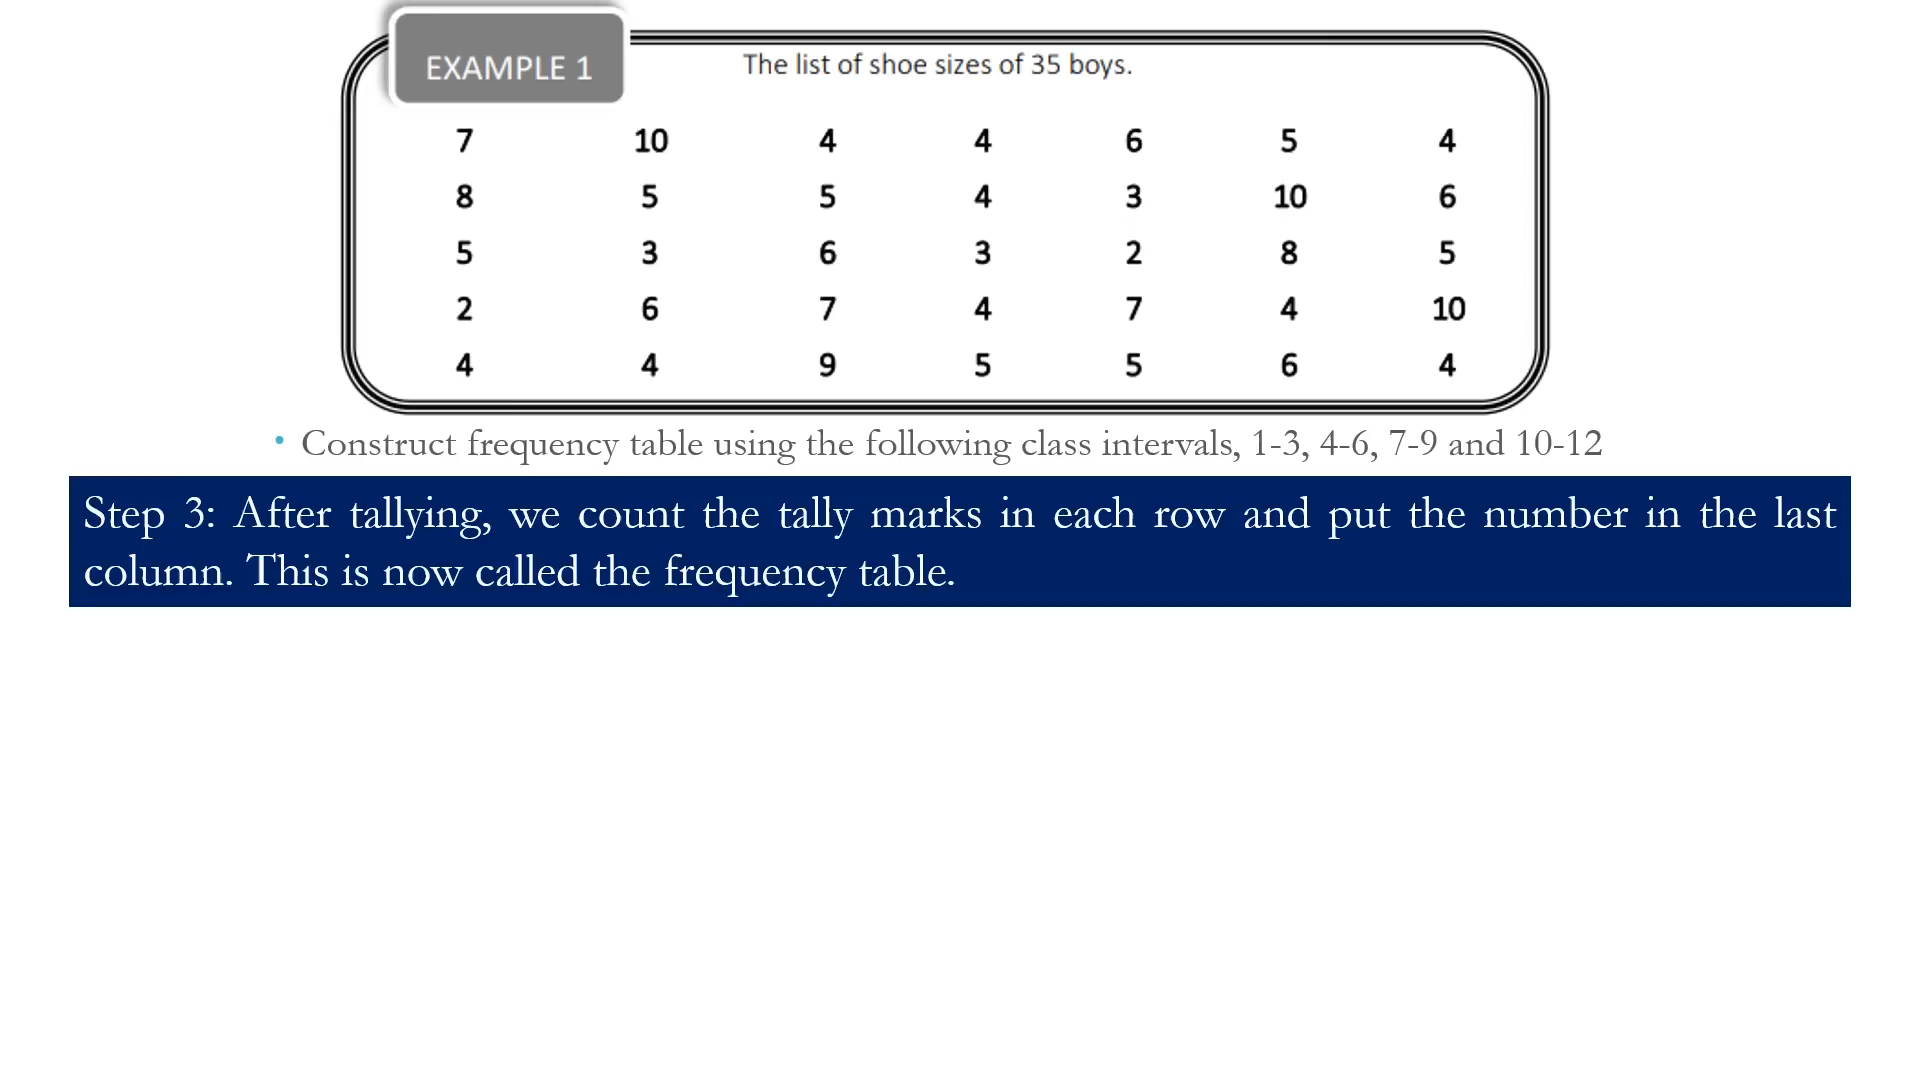 EXAMPLE 1
The list of shoe sizes of 35 boys.
7 10 4 4 6 5 4
8 5 5 4 3 10 6
5 3 6 3 2 8 5
2 6 7 4 7 4 10
4 4 9 5 5 6 4
• Construct frequency table using the following class intervals, 1-3, 4-6, 7-9 and 10-12
Step 3: After tallying, we count the tally marks in each row and put the number in the last
column. This is now called the frequency table.